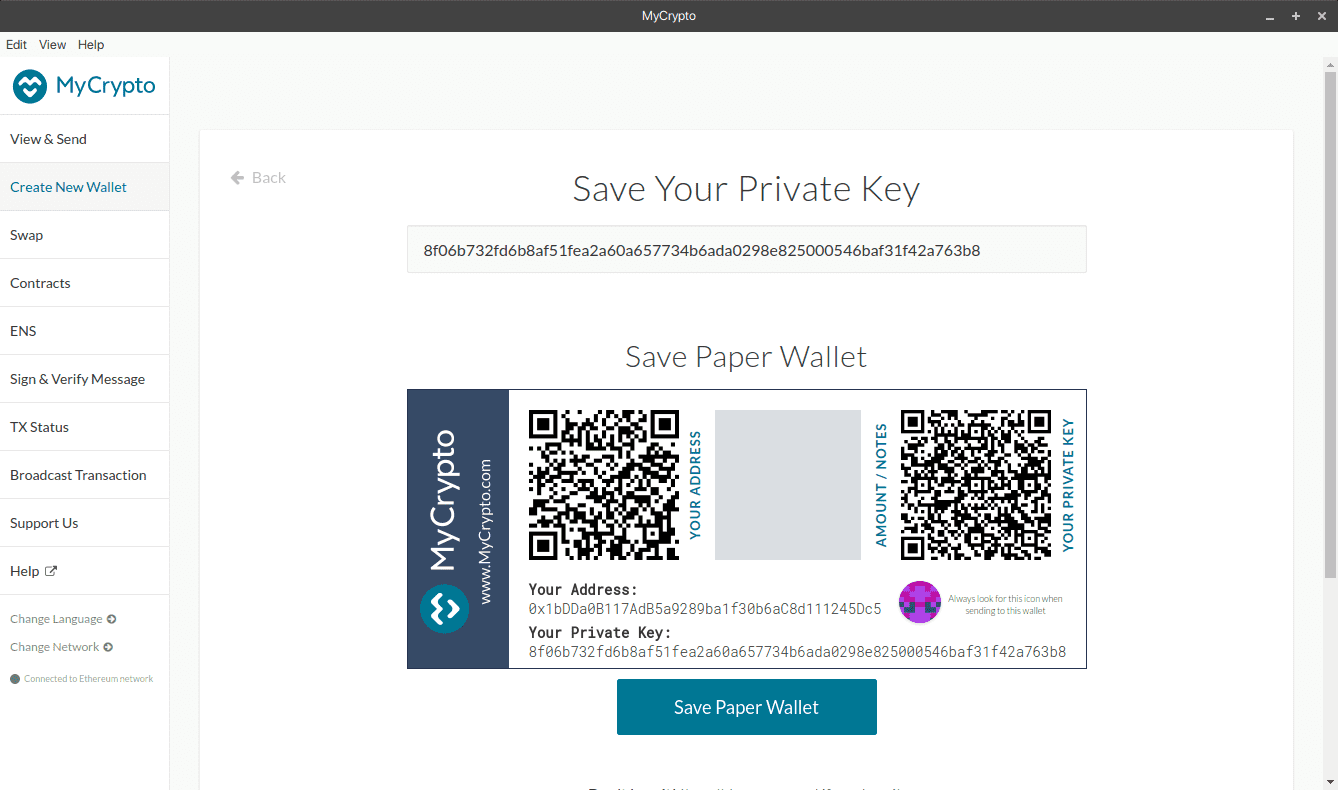 MyCrypto
Edit View Help
MyCrypto
View & Send
Create New Wallet
Swap
Contracts
ENS
Sign & Verify Message
TX Status
Broadcast Transaction
Support Us
Help
Change Language
Change Network
Connected to Ethereum network
Back
Save Your Private Key
8f06b732fd6b8af51fea2a60a657734b6ada0298e825000546baf31f42a763b8
Save Paper Wallet
MyCrypto
www.MyCrypto.com
YOUR ADDRESS
AMOUNT / NOTES
YOUR PRIVATE KEY
Your Address:
0x1bDDa0B117AdB5a9289ba1f30b6aC8d111245Dc5
Always look for this icon when
sending to this wallet
Your Private Key:
8f06b732fd6b8af51fea2a60a657734b6ada0298e825000546baf31f42a763b8
Save Paper Wallet